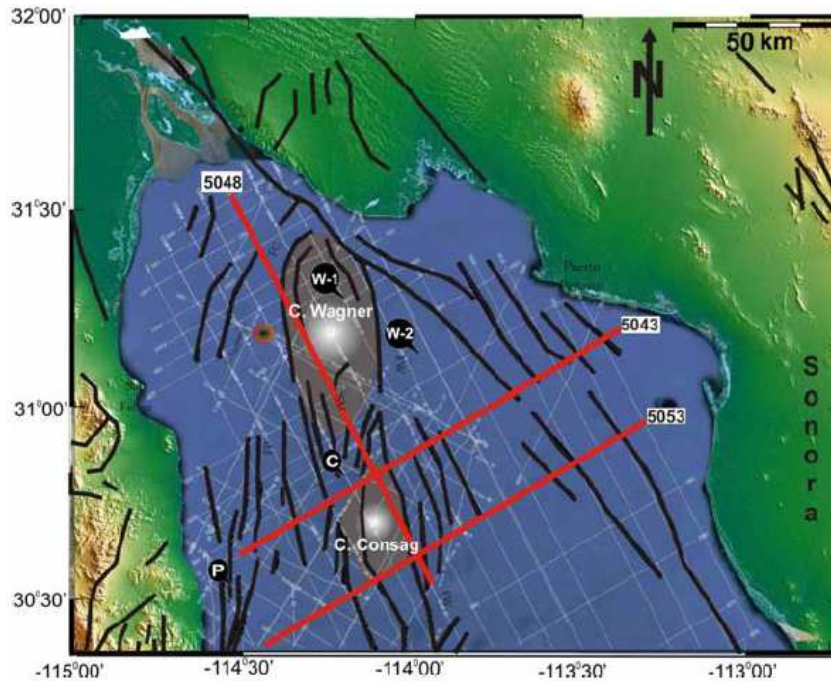 32°00'
50 km
N
5048
31°30'
W-1
C. Wagner
W-2
Puerto
5043
31°00'
5053
Sonora
C
C. Consag
P
30°30'
-115°00'
-114°30'
-114°00'
-113°30'
-113°00'